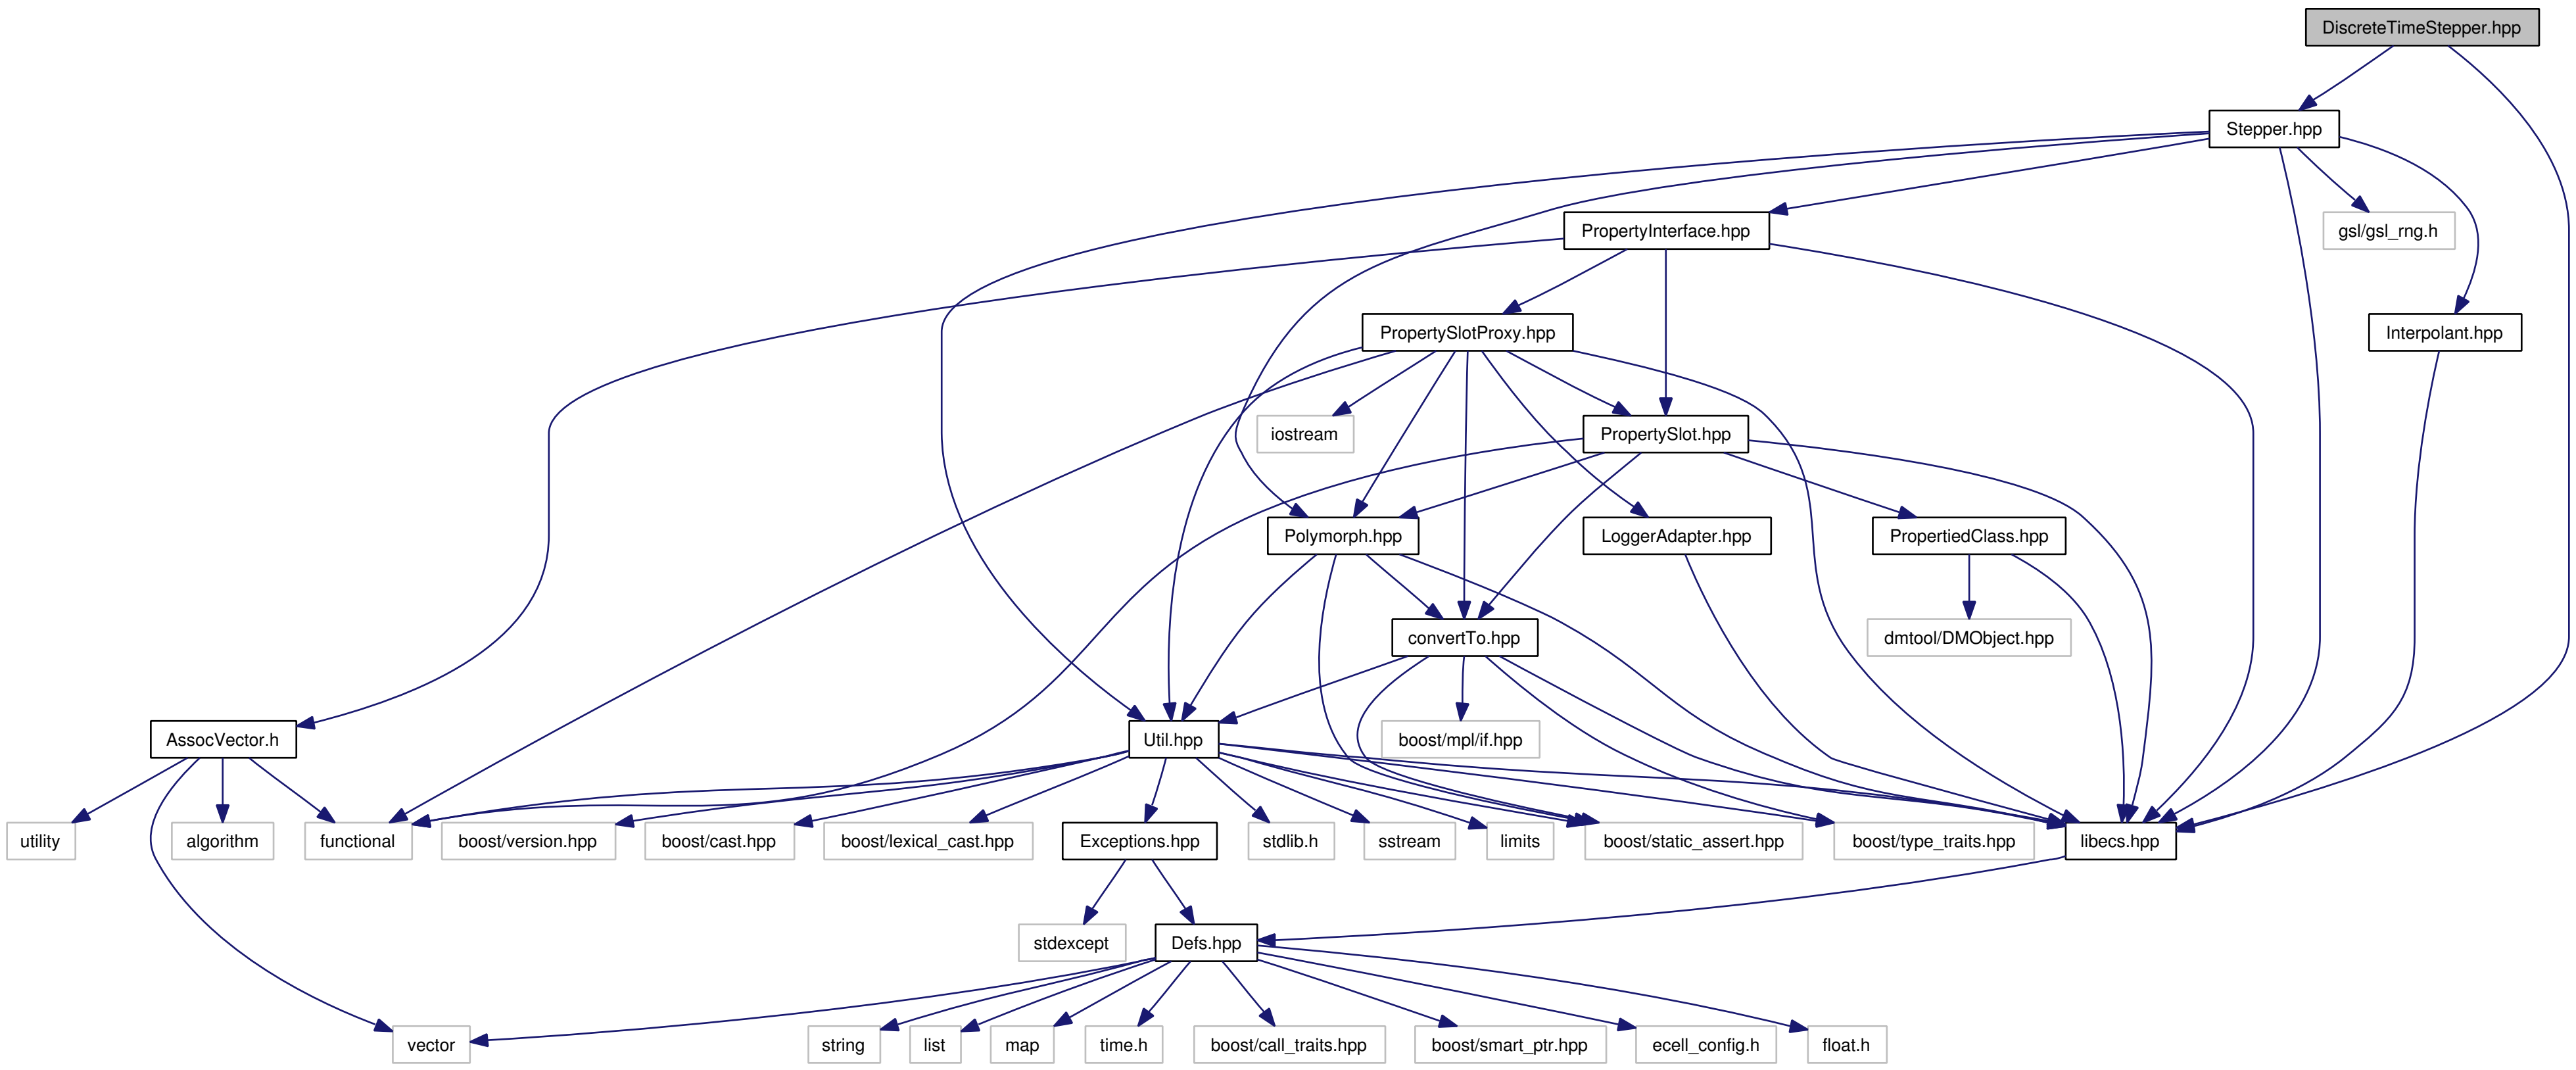 DiscreteTimeStepper.hpp
Stepper.hpp
PropertyInterface.hpp
gsl/gsl_rng.h
PropertySlotProxy.hpp
Interpolant.hpp
iostream
PropertySlot.hpp
Polymorph.hpp
LoggerAdapter.hpp
PropertiedClass.hpp
convertTo.hpp
dmtool/DMObject.hpp
AssocVector.h
Util.hpp
boost/mpl/if.hpp
utility
algorithm
functional
boost/version.hpp
boost/cast.hpp
boost/lexical_cast.hpp
Exceptions.hpp
stdlib.h
sstream
limits
boost/static_assert.hpp
boost/type_traits.hpp
libecs.hpp
stdexcept
Defs.hpp
vector
string
list
map
time.h
boost/call_traits.hpp
boost/smart_ptr.hpp
ecell_config.h
float.h